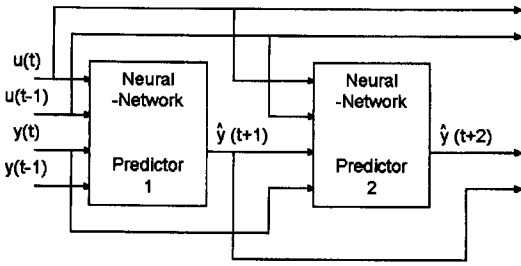 u(t)
u(t-1)
y(t)
y(t-1)
Neural
-Network
Predictor
1
ŷ (t+1)
Neural
-Network
Predictor
2
ŷ (t+2)